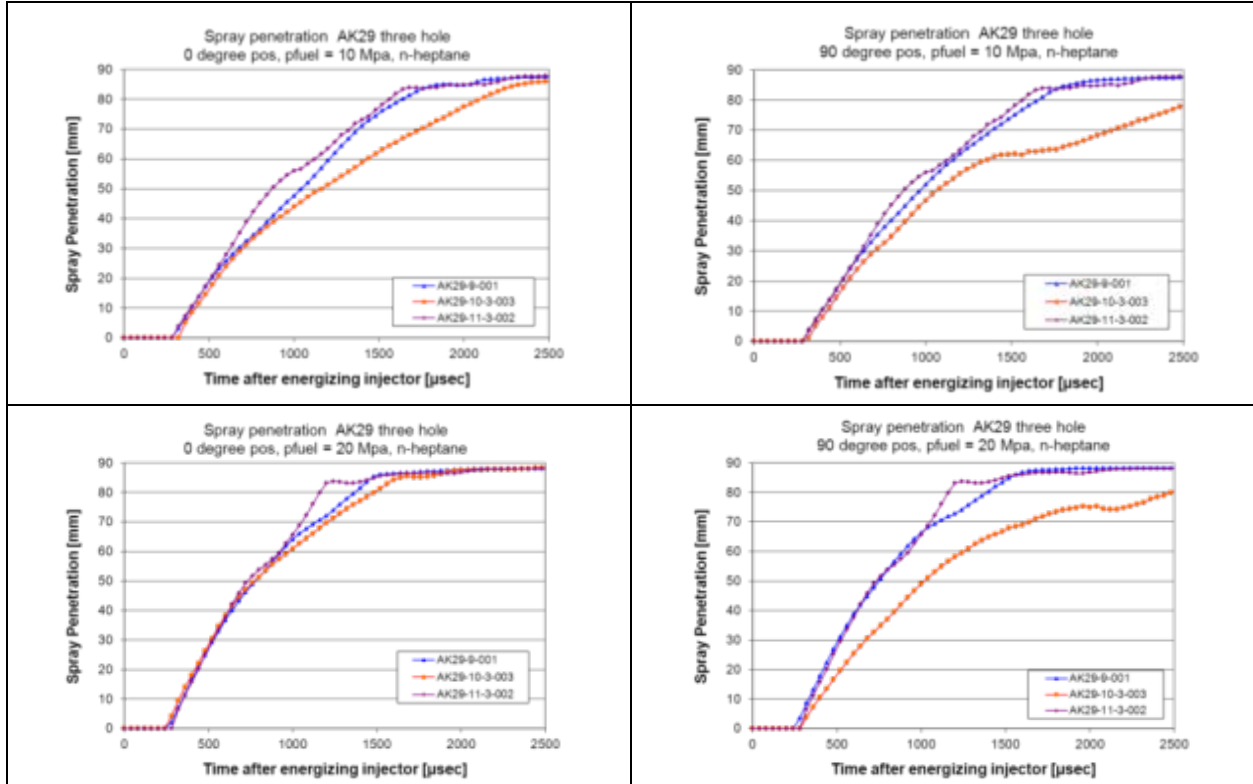 Spray penetration AK29 three hole
0 degree pos, pfuel = 10 Mpa, n-heptane
Spray Penetration [mm]
90
80
70
60
50
40
30
20
10
0
AK29-9-001
AK29-10-3-003
AK29-11-3-002
0 500 1000 1500 2000 2500
Time after energizing injector [µsec]
Spray penetration AK29 three hole
90 degree pos, pfuel = 10 Mpa, n-heptane
Spray Penetration [mm]
90
80
70
60
50
40
30
20
10
0
AK29-9-001
AK29-10-3-003
AK29-11-3-002
0 500 1000 1500 2000 2500
Time after energizing injector [µsec]
Spray penetration AK29 three hole
0 degree pos, pfuel = 20 Mpa, n-heptane
Spray Penetration [mm]
90
80
70
60
50
40
30
20
10
0
AK29-9-001
AK29-10-3-003
AK29-11-3-002
0 500 1000 1500 2000 2500
Time after energizing injector [µsec]
Spray penetration AK29 three hole
90 degree pos, pfuel = 20 Mpa, n-heptane
Spray Penetration [mm]
90
80
70
60
50
40
30
20
10
0
AK29-9-001
AK29-10-3-003
AK29-11-3-002
0 500 1000 1500 2000 2500
Time after energizing injector [µsec]